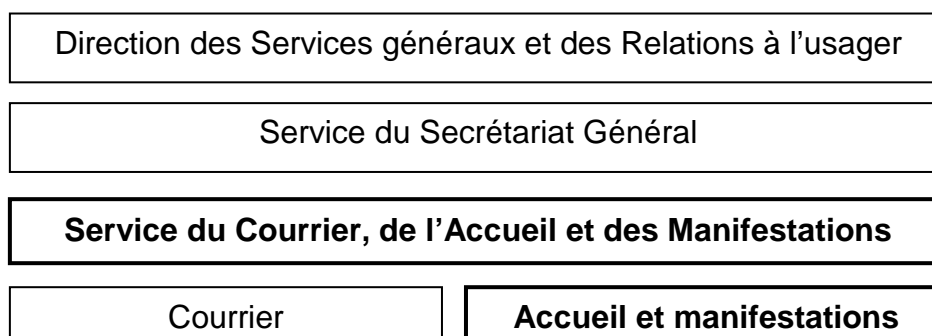 Direction des Services généraux et des Relations à l’usager
Service du Secrétariat Général
Service du Courrier, de l’Accueil et des Manifestations
Courrier
Accueil et manifestations